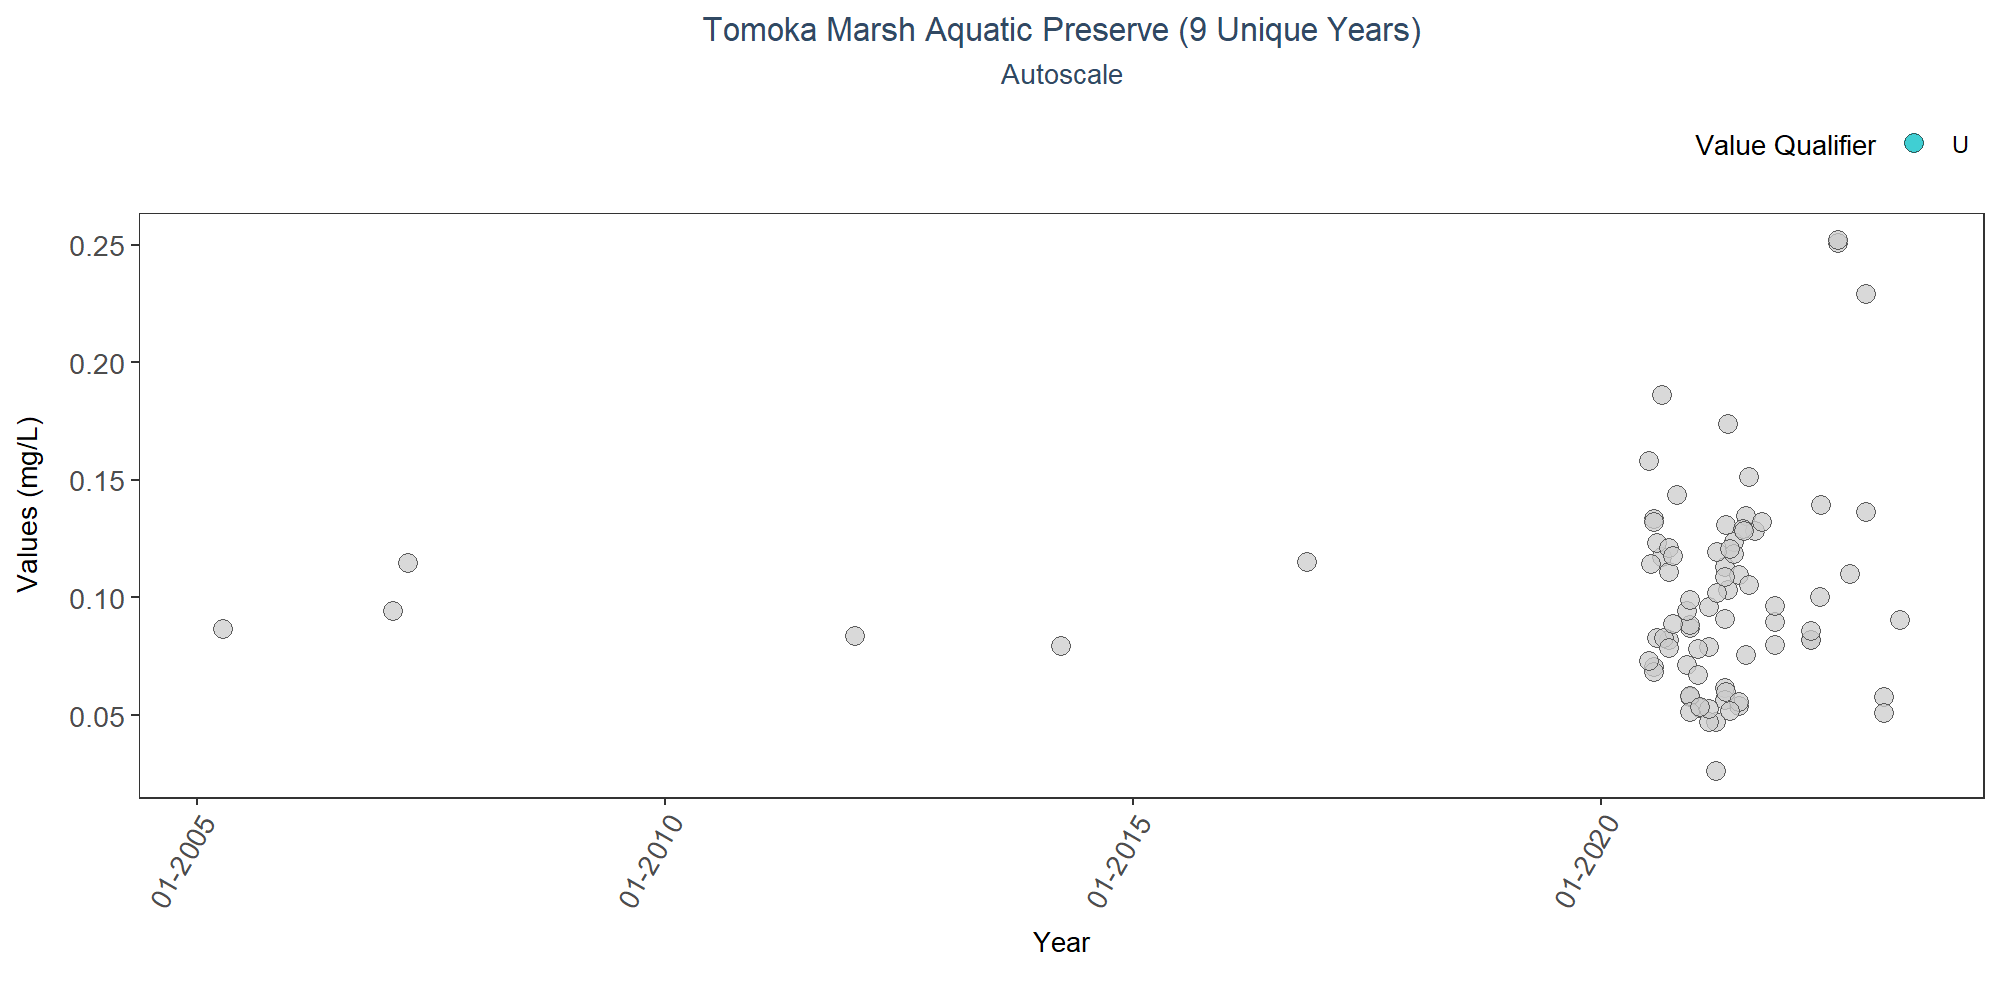 Tomoka Marsh Aquatic Preserve (9 Unique Years)
Autoscale
Value Qualifier U
0.25
0.20
0.15
0.10
0.05
Values (mg/L)
01-2005
01-2010
01-2015
01-2020
Year